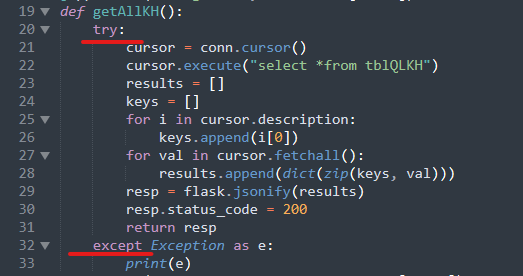 19 def getAllKH():
20     try:
21         cursor = conn.cursor()
22         cursor.execute("select *from tblQLKH")
23         results = []
24         keys = []
25         for i in cursor.description:
26             keys.append(i[0])
27         for val in cursor.fetchall():
28             results.append(dict(zip(keys, val)))
29         resp = flask.jsonify(results)
30         resp.status_code = 200
31         return resp
32     except Exception as e:
33         print(e)